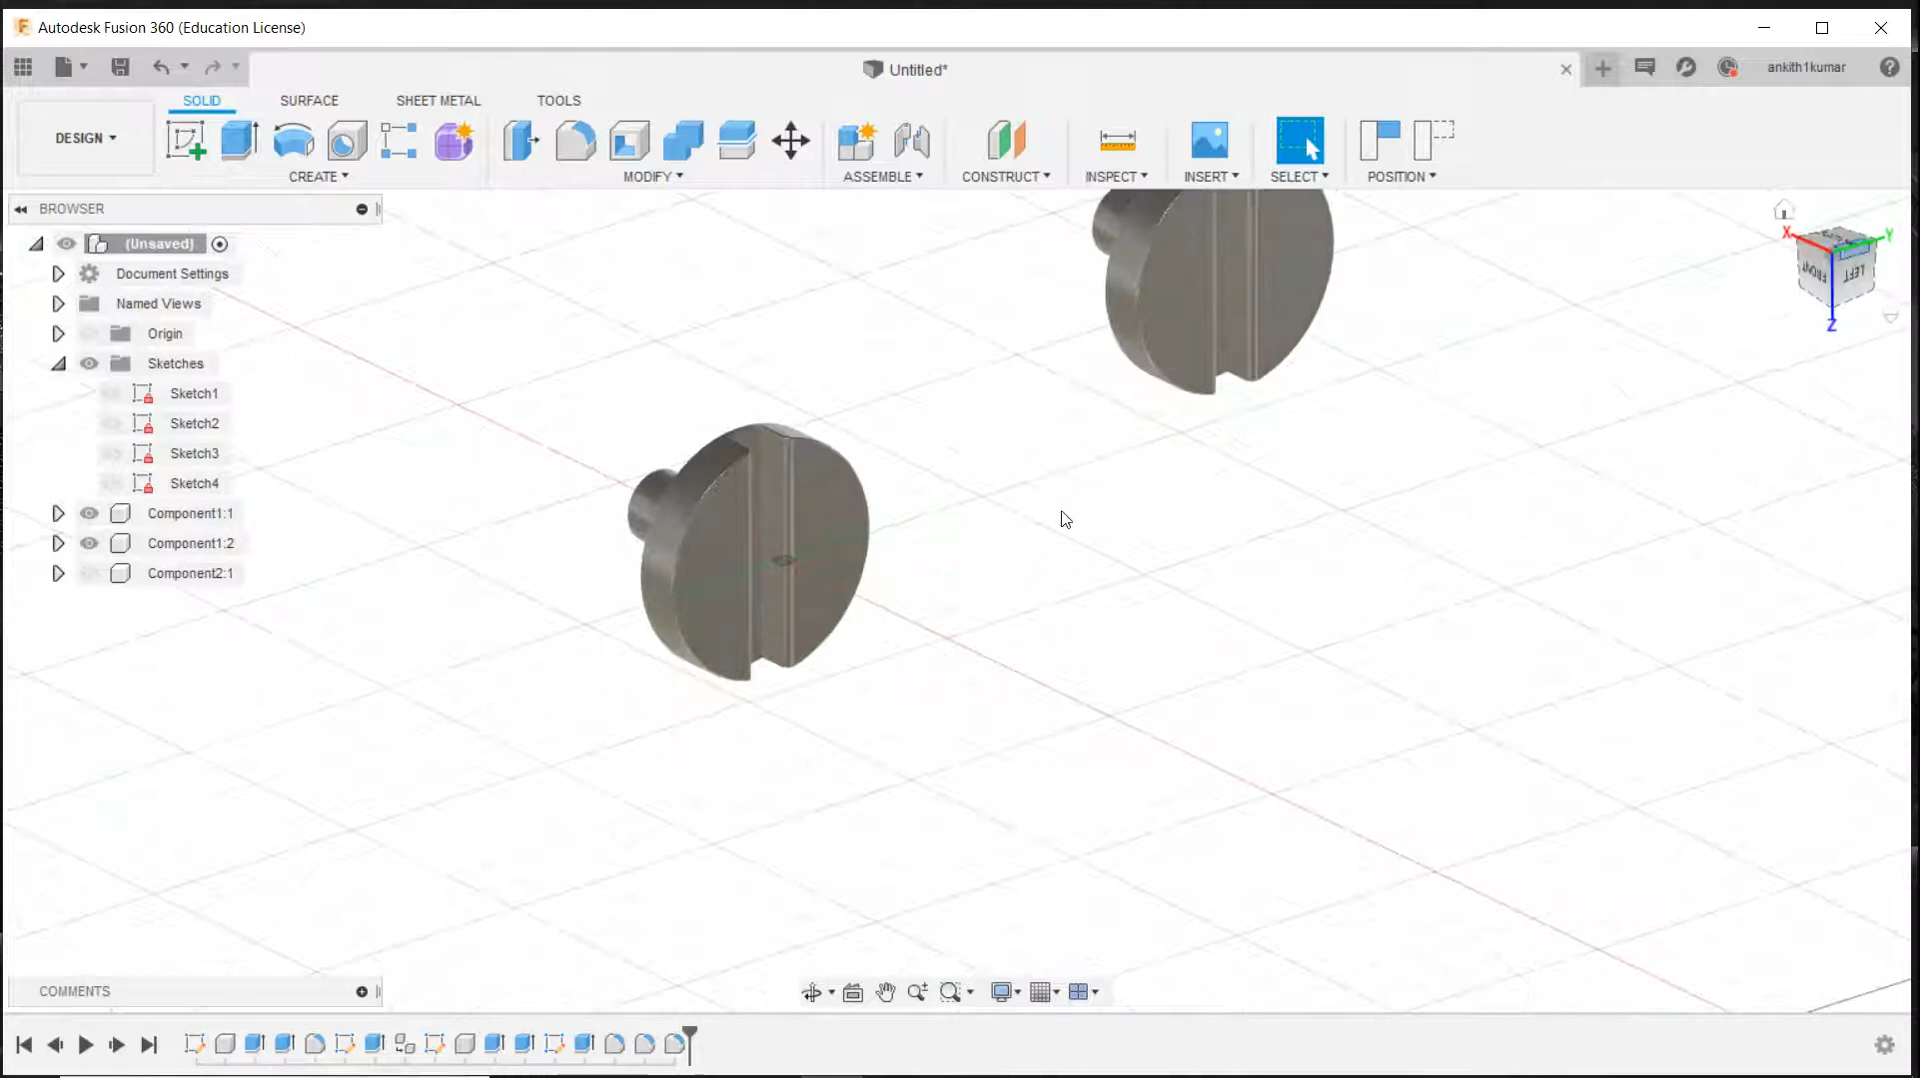 Autodesk Fusion 360 (Education License)
Untitled*
ankith1kumar
SOLID SURFACE SHEET METAL TOOLS
DESIGN
CREATE MODIFY ASSEMBLE CONSTRUCT INSPECT INSERT SELECT POSITION
BROWSER
(Unsaved)
Document Settings
Named Views
Origin
Sketches
Sketch1
Sketch2
Sketch3
Sketch4
Component1:1
Component1:2
Component2:1
X
Y
FRONT
LEFT
Z
COMMENTS